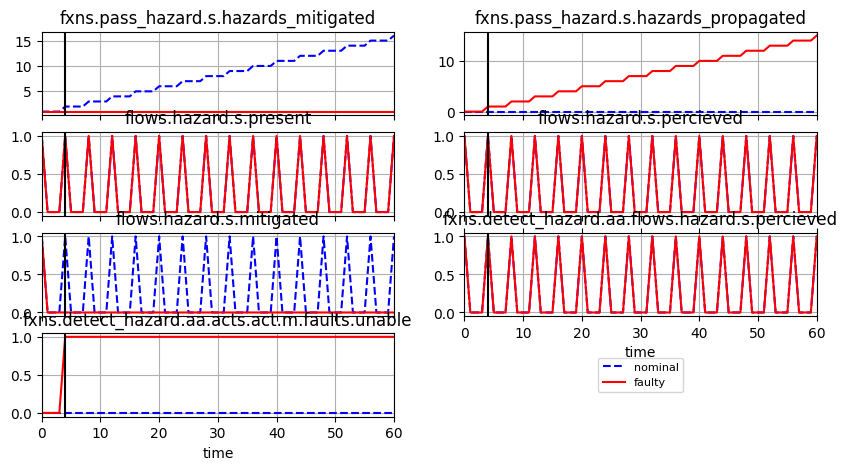 fxns.pass_hazard.s.hazards_mitigated
fxns.pass_hazard.s.hazards_propagated
15
10
5
10
0
flows.hazard.s.present
flows.hazard.s.percieved
1.0
0.5
0.0
1.0
0.5
0.0
flows.hazard.s.mitigated
fxns.detect_hazard.aa.flows.hazard.s.percieved
1.0
0.5
0.0
1.0
0.5
0.0
0 20 40 60
time
fxns.detect_hazard.aa.acts.act.m.faults.unable
1.0
0.5
0.0
0 10 20 30 40 50 60
time
nominal
faulty